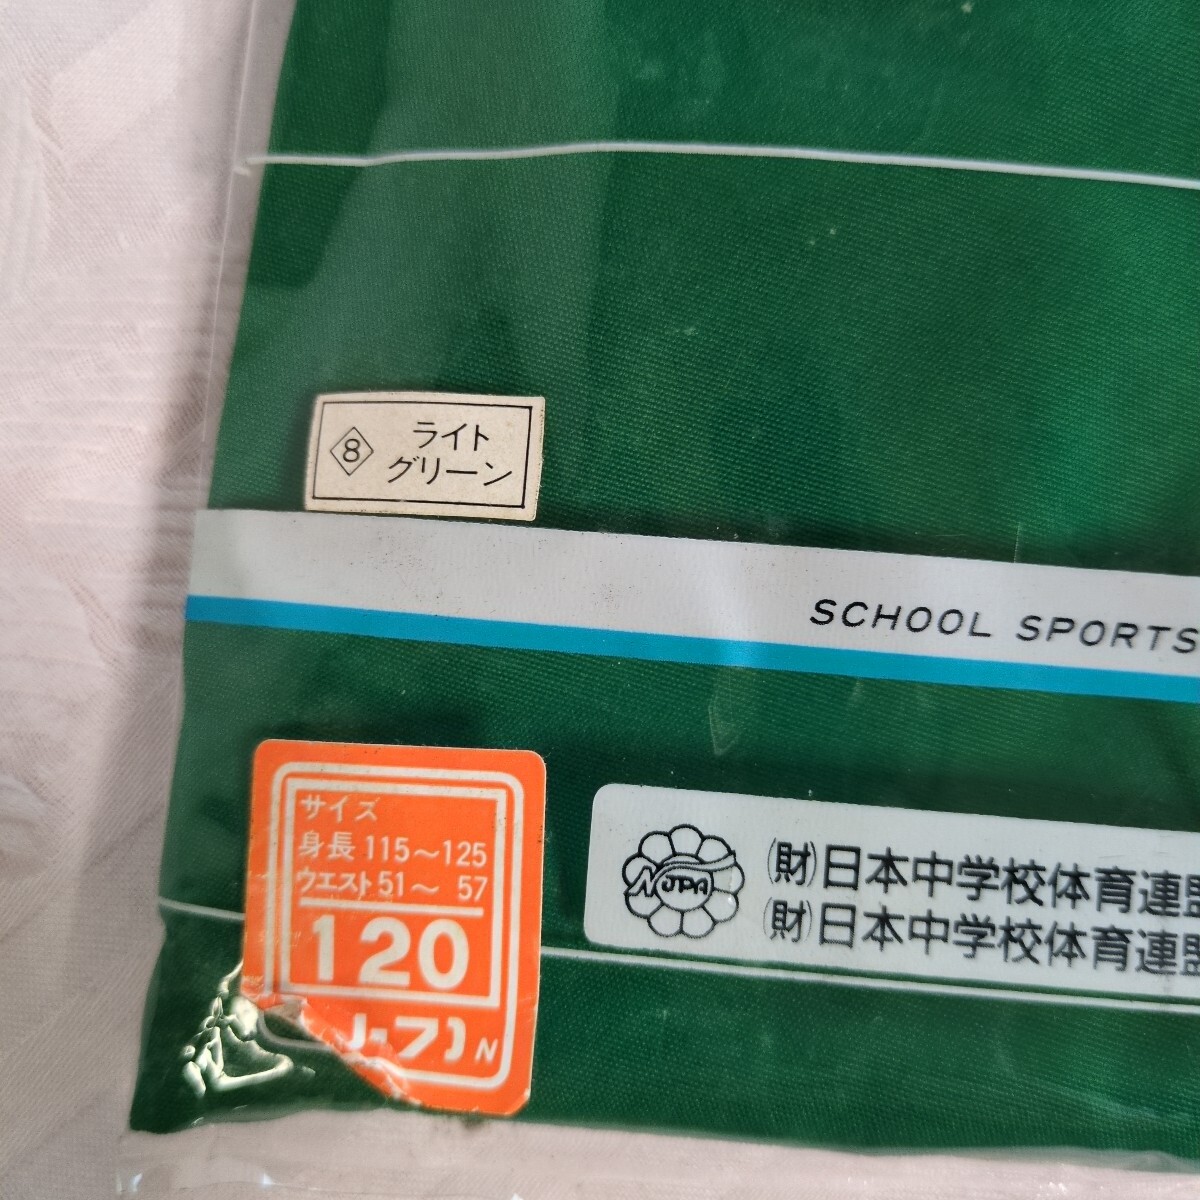 8
ライト
グリーン
SCHOOL SPORTS
サイズ
身長 115～125
ウエスト 51～ 57
120
N
NJPA
(財)日本中学校体育連盟
(財)日本中学校体育連盟